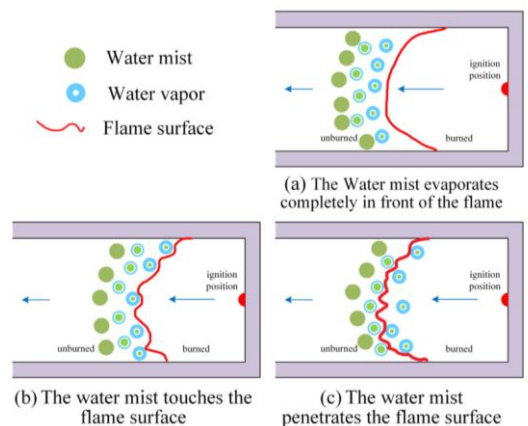 Water mist
Water vapor
Flame surface
ignition
position
unburned
burned
(a) The Water mist evaporates
completely in front of the flame
ignition
position
unburned
burned
(b) The water mist touches the
flame surface
ignition
position
unburned
burned
(c) The water mist
penetrates the flame surface